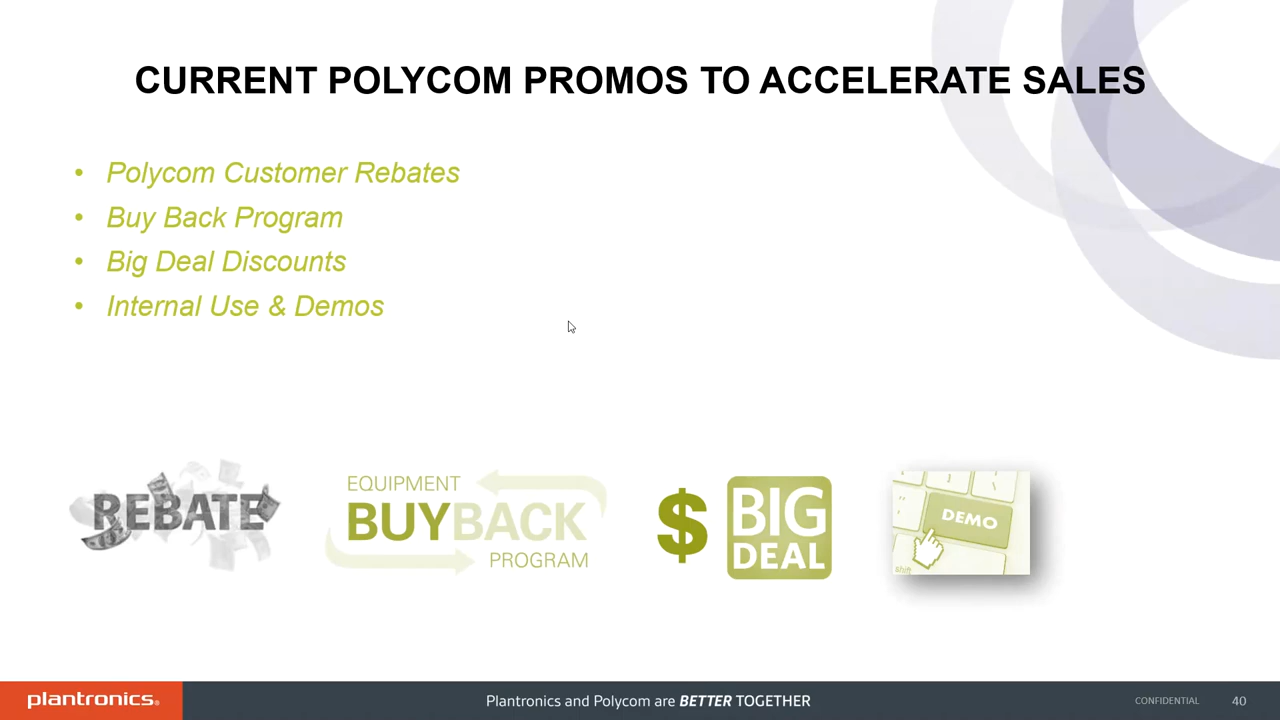 CURRENT POLYCOM PROMOS TO ACCELERATE SALES
• Polycom Customer Rebates
• Buy Back Program
• Big Deal Discounts
• Internal Use & Demos
REBATE
EQUIPMENT
BUYBACK
PROGRAM
$ BIG
DEAL
DEMO
shift
plantronics®
Plantronics and Polycom are BETTER TOGETHER
CONFIDENTIAL
40